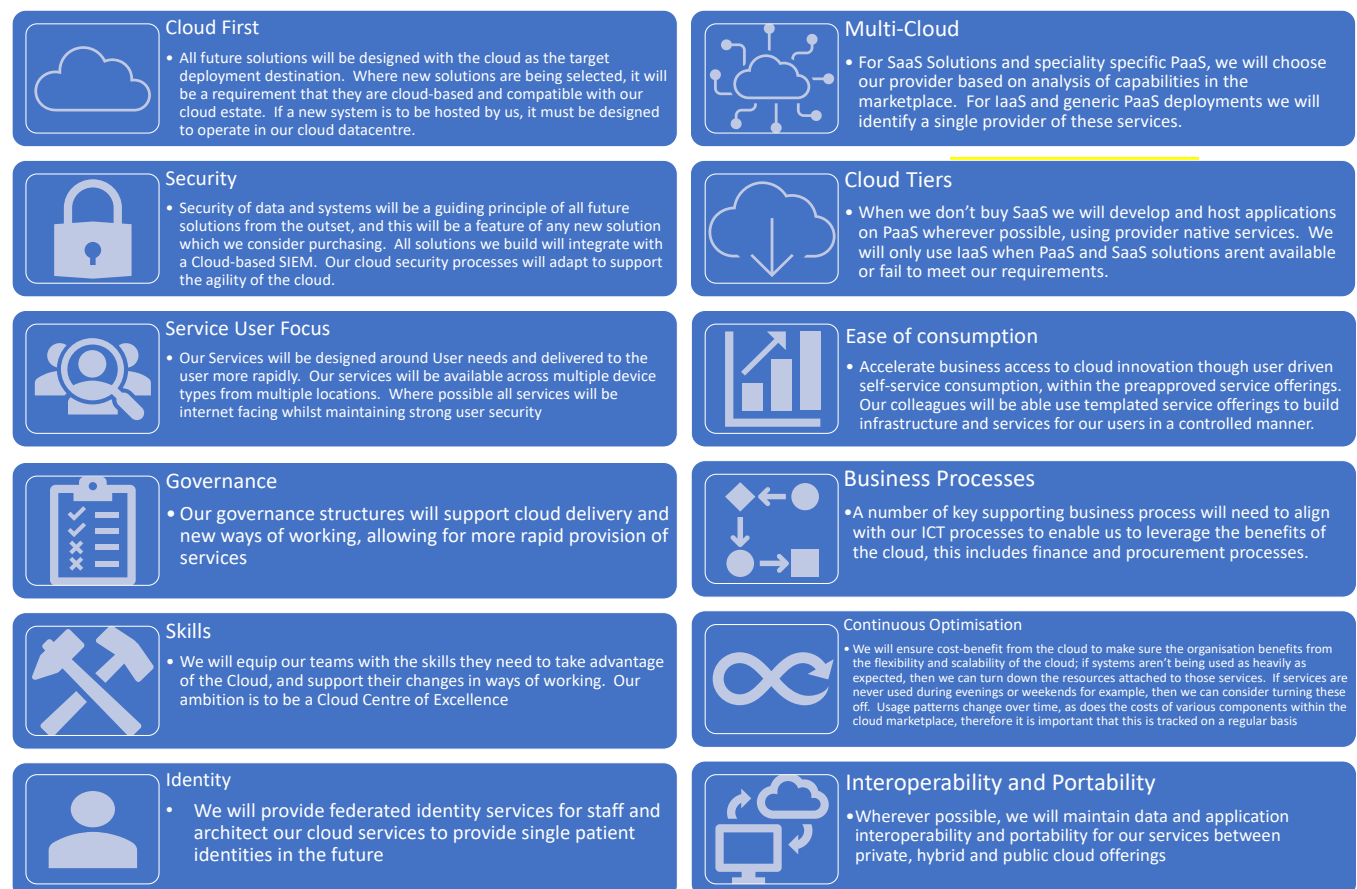 Cloud First
• All future solutions will be designed with the cloud as the target
deployment destination. Where new solutions are being selected, it will
be a requirement that they are cloud-based and compatible with our
cloud estate. If a new system is to be hosted by us, it must be designed
to operate in our cloud datacentre.
Multi-Cloud
• For SaaS Solutions and speciality specific PaaS, we will choose
our provider based on analysis of capabilities in the
marketplace. For IaaS and generic PaaS deployments we will
identify a single provider of these services.
Security
• Security of data and systems will be a guiding principle of all future
solutions from the outset, and this will be a feature of any new solution
which we consider purchasing. All solutions we build will integrate with
a Cloud-based SIEM. Our cloud security processes will adapt to support
the agility of the cloud.
Cloud Tiers
• When we don't buy SaaS we will develop and host applications
on PaaS wherever possible, using provider native services. We
will only use IaaS when PaaS and SaaS solutions arent available
or fail to meet our requirements.
Service User Focus
• Our Services will be designed around User needs and delivered to the
user more rapidly. Our services will be available across multiple device
types from multiple locations. Where possible all services will be
internet facing whilst maintaining strong user security
Ease of consumption
• Accelerate business access to cloud innovation though user driven
self-service consumption, within the preapproved service offerings.
Our colleagues will be able use templated service offerings to build
infrastructure and services for our users in a controlled manner.
Governance
• Our governance structures will support cloud delivery and
new ways of working, allowing for more rapid provision of
services
Business Processes
•A number of key supporting business process will need to align
with our ICT processes to enable us to leverage the benefits of
the cloud, this includes finance and procurement processes.
Skills
• We will equip our teams with the skills they need to take advantage
of the Cloud, and support their changes in ways of working. Our
ambition is to be a Cloud Centre of Excellence
Continuous Optimisation
• We will ensure cost-benefit from the cloud to make sure the organisation benefits from
the flexibility and scalability of the cloud; if systems aren't being used as heavily as
expected, then we can turn down the resources attached to those services. If services are
never used during evenings or weekends for example, then we can consider turning these
off. Usage patterns change over time, as does the costs of various components within the
cloud marketplace, therefore it is important that this is tracked on a regular basis
Identity
• We will provide federated identity services for staff and
architect our cloud services to provide single patient
identities in the future
Interoperability and Portability
•Wherever possible, we will maintain data and application
interoperability and portability for our services between
private, hybrid and public cloud offerings